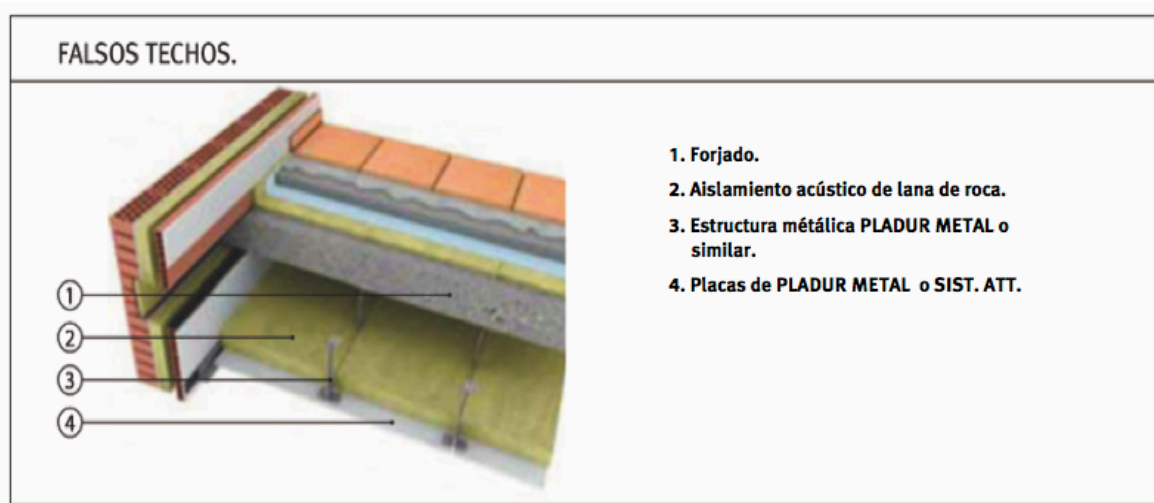 FALSOS TECHOS.
1. Forjado.
2. Aislamiento acústico de lana de roca.
3. Estructura métálica PLADUR METAL o
similar.
4. Placas de PLADUR METAL o SIST. ATT.
1
2
3
4